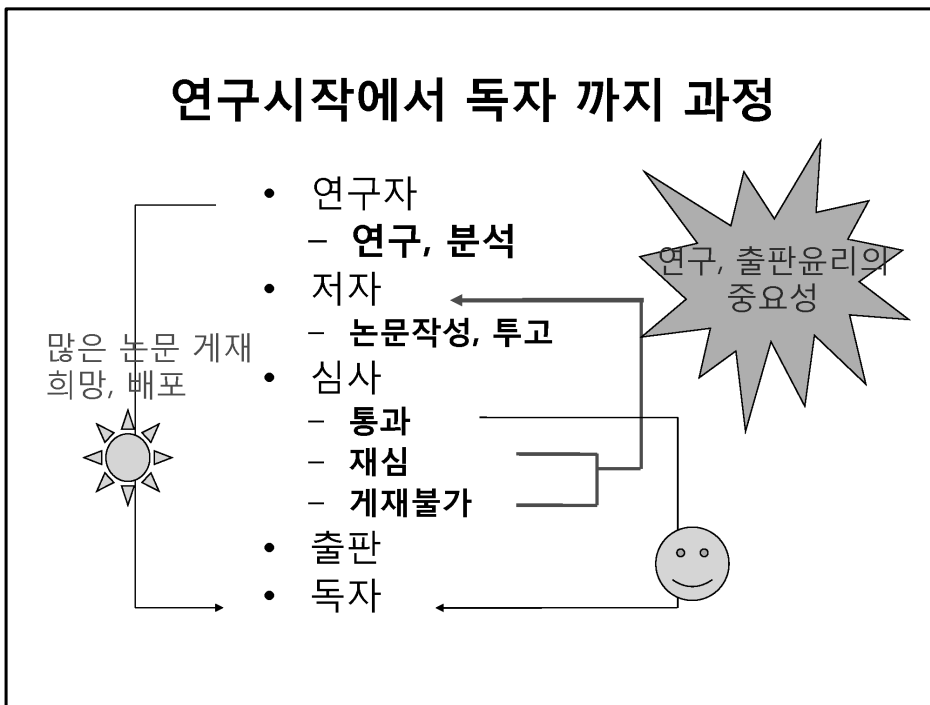 연구시작에서 독자 까지 과정
• 연구자
– 연구, 분석
• 저자
– 논문작성, 투고
• 심사
– 통과
– 재심
– 게재불가
• 출판
• 독자
많은 논문 게재
희망, 배포
연구, 출판윤리의
중요성